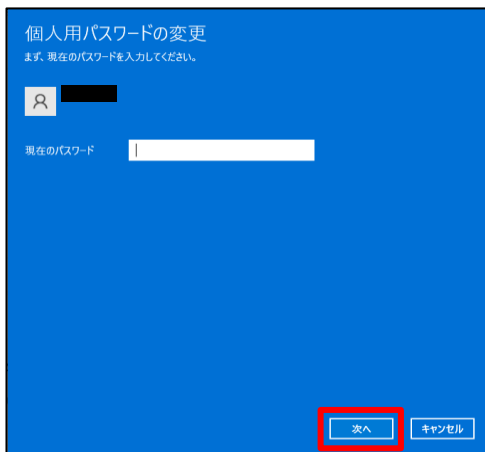 個人用パスワードの変更
まず、現在のパスワードを入力してください。
現在のパスワード
次へ
キャンセル